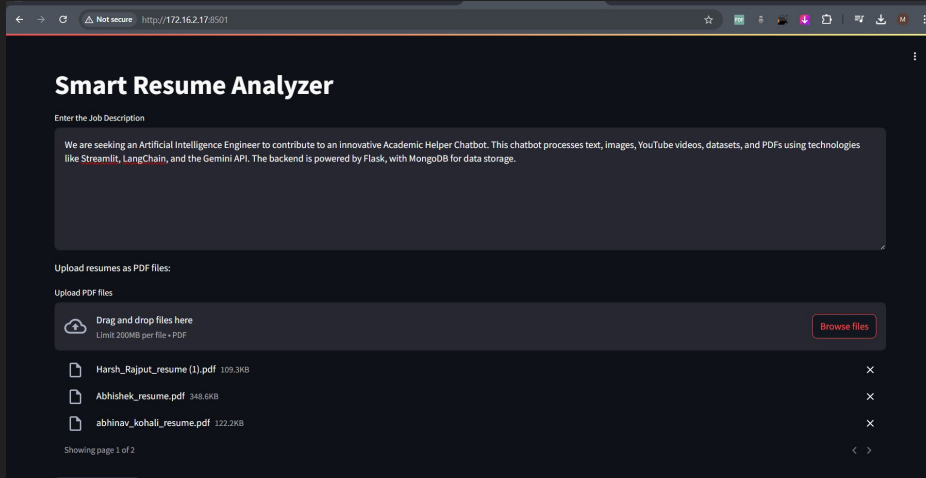 Not secure http://172.16.2.17:8501
PDF
M
Smart Resume Analyzer
Enter the Job Description
We are seeking an Artificial Intelligence Engineer to contribute to an innovative Academic Helper Chatbot. This chatbot processes text, images, YouTube videos, datasets, and PDFs using technologies
like Streamlit, LangChain, and the Gemini API. The backend is powered by Flask, with MongoDB for data storage.
Upload resumes as PDF files:
Upload PDF files
Drag and drop files here
Limit 200MB per file • PDF
Browse files
Harsh_Rajput_resume (1).pdf 109.3KB
Abhishek_resume.pdf 348.6KB
abhinav_kohali_resume.pdf 122.2KB
Showing page 1 of 2